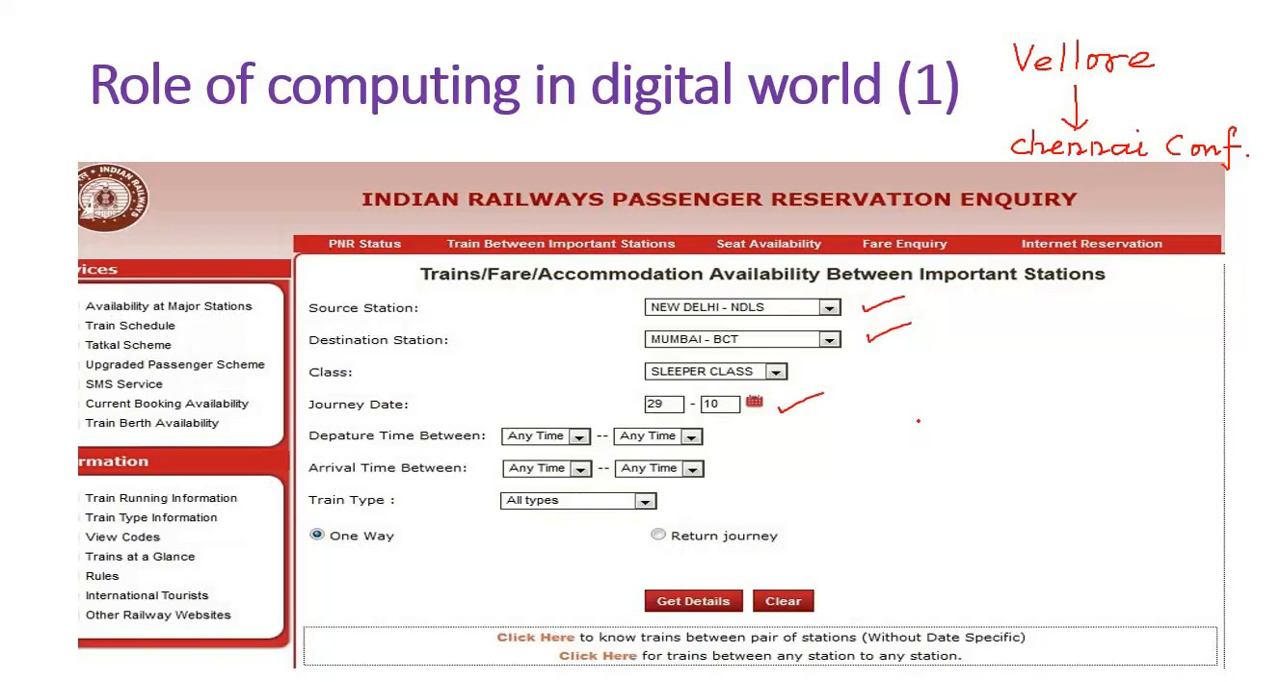 Role of computing in digital world (1)
Vellore
Chennai Conf.
INDIAN RAILWAYS
INDIAN RAILWAYS PASSENGER RESERVATION ENQUIRY
PNR Status Train Between Important Stations Seat Availability Fare Enquiry Internet Reservation
vices
Availability at Major Stations
Train Schedule
Tatkal Scheme
Upgraded Passenger Scheme
SMS Service
Current Booking Availability
Train Berth Availability
rmation
Train Running Information
Train Type Information
View Codes
Trains at a Glance
Rules
International Tourists
Other Railway Websites
Trains/Fare/Accommodation Availability Between Important Stations
Source Station: NEW DELHI - NDLS
Destination Station: MUMBAI - BCT
Class: SLEEPER CLASS
Journey Date: 29 - 10
Depature Time Between: Any Time -- Any Time
Arrival Time Between: Any Time -- Any Time
Train Type : All types
One Way Return journey
Get Details Clear
Click Here to know trains between pair of stations (Without Date Specific)
Click Here for trains between any station to any station.